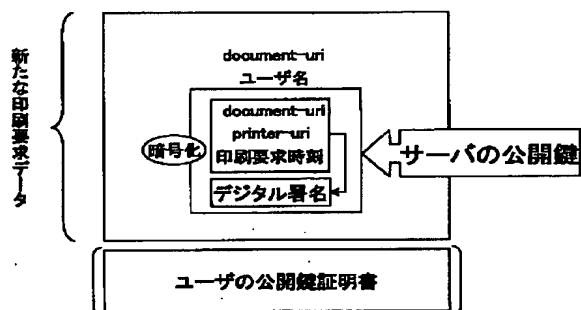 新たな印刷要求データ
document-uri
ユーザ名
document-uri
printer-uri
印刷要求時刻
暗号化
サーバの公開鍵
デジタル署名
ユーザの公開鍵証明書